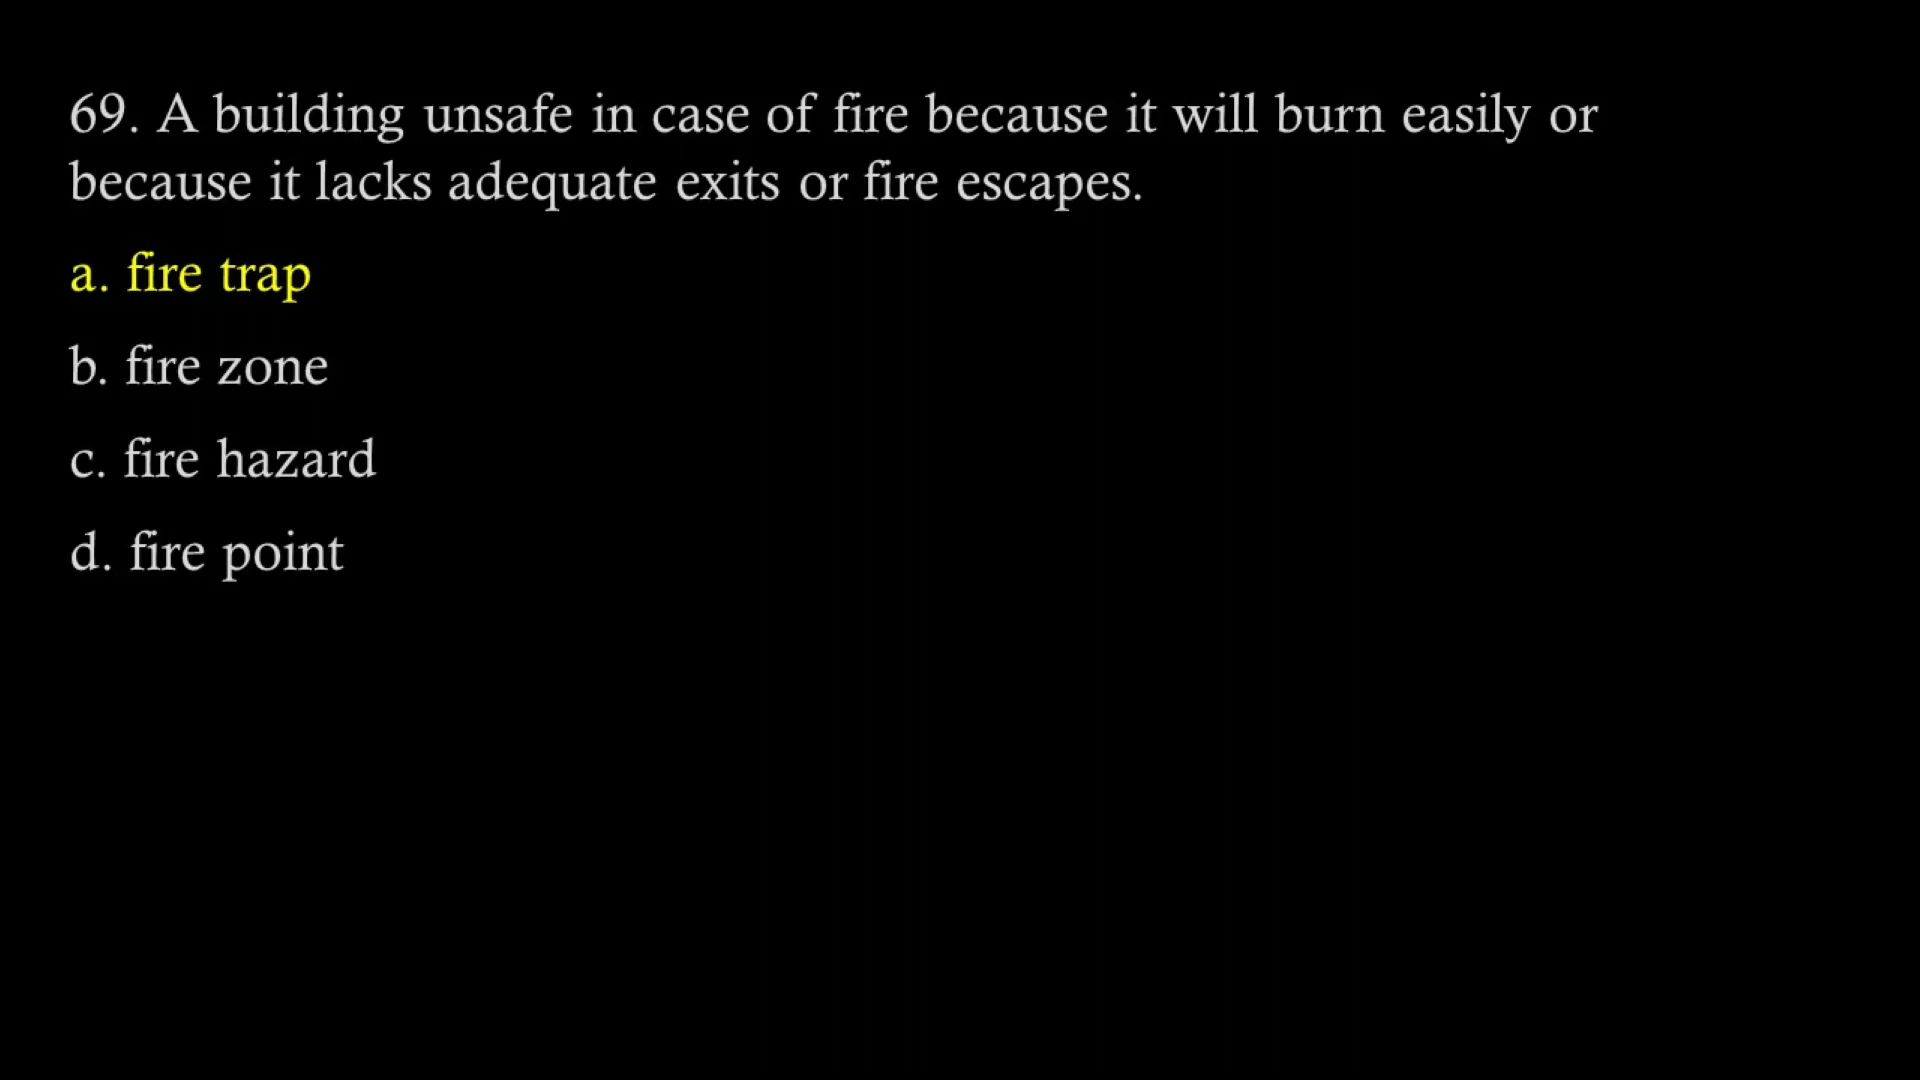 69. A building unsafe in case of fire because it will burn easily or
because it lacks adequate exits or fire escapes.
a. fire trap
b. fire zone
c. fire hazard
d. fire point